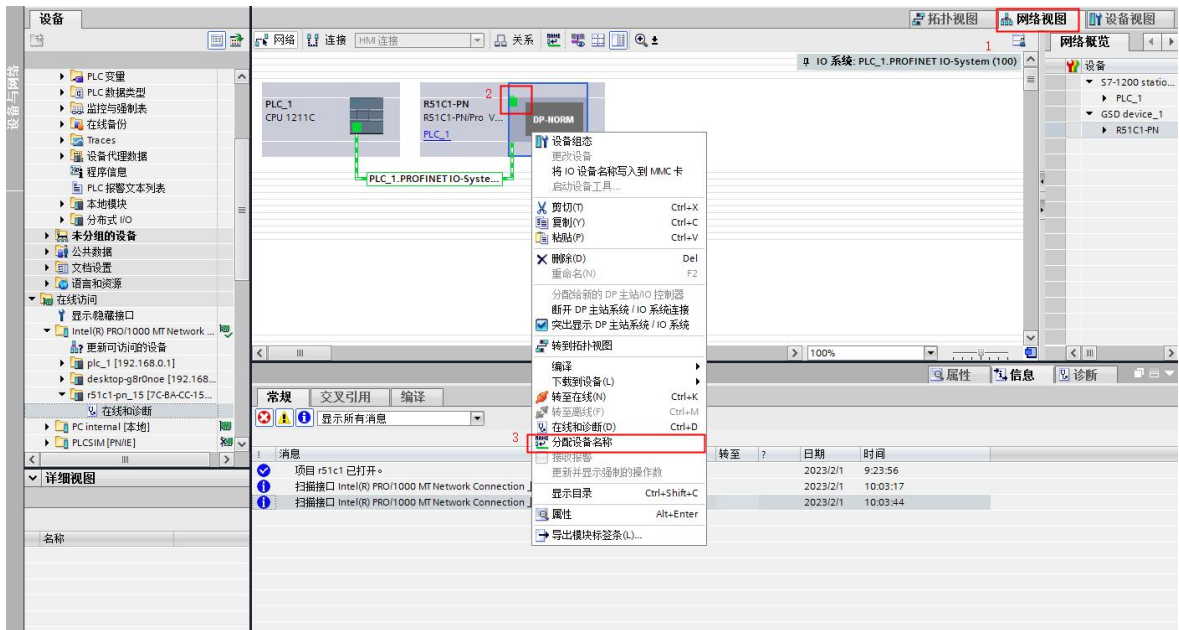 设备
拓扑视图
网络视图
设备视图
网络
连接
HMI 连接
关系
1
网络概览
设备与网络
IO 系统: PLC_1.PROFINET IO-System (100)
设备
S7-1200 statio...
PLC_1
GSD device_1
R51C1-PN
PLC 变量
PLC 数据类型
监控与强制表
在线备份
Traces
设备代理数据
程序信息
PLC 报警文本列表
本地模块
分布式 I/O
未分组的设备
公共数据
文档设置
语言和资源
在线访问
显示/隐藏接口
Intel(R) PRO/1000 MT Network ...
更新可访问的设备
plc_1 [192.168.0.1]
desktop-g8r0noe [192.168...
r51c1-pn_15 [7C-BA-CC-15...
在线和诊断
PC internal [本地]
PLCSIM [PN/IE]
详细视图
名称
PLC_1
CPU 1211C
R51C1-PN
R51C1-PN/Pro V...
PLC_1
2
DP-NORM
PLC_1.PROFINET IO-Syste...
设备组态
更改设备
将 IO 设备名称写入到 MMC 卡
启动设备工具...
剪切(T) Ctrl+X
复制(Y) Ctrl+C
粘贴(P) Ctrl+V
删除(D) Del
重命名(N) F2
分配给新的 DP 主站/IO 控制器
断开 DP 主站系统 / IO 系统连接
突出显示 DP 主站系统 / IO 系统
转到拓扑视图
编译
下载到设备(L)
转至在线(N) Ctrl+K
转至离线(F) Ctrl+M
在线和诊断(D) Ctrl+D
3
分配设备名称
接收报警
更新并显示强制的操作数
显示目录 Ctrl+Shift+C
属性 Alt+Enter
导出模块标签条(L)...
100%
属性
信息
诊断
常规
交叉引用
编译
显示所有消息
! 消息 转至 ? 日期 时间
项目 r51c1 已打开。 2023/2/1 9:23:56
扫描接口 Intel(R) PRO/1000 MT Network Connection 2023/2/1 10:03:17
扫描接口 Intel(R) PRO/1000 MT Network Connection 2023/2/1 10:03:44